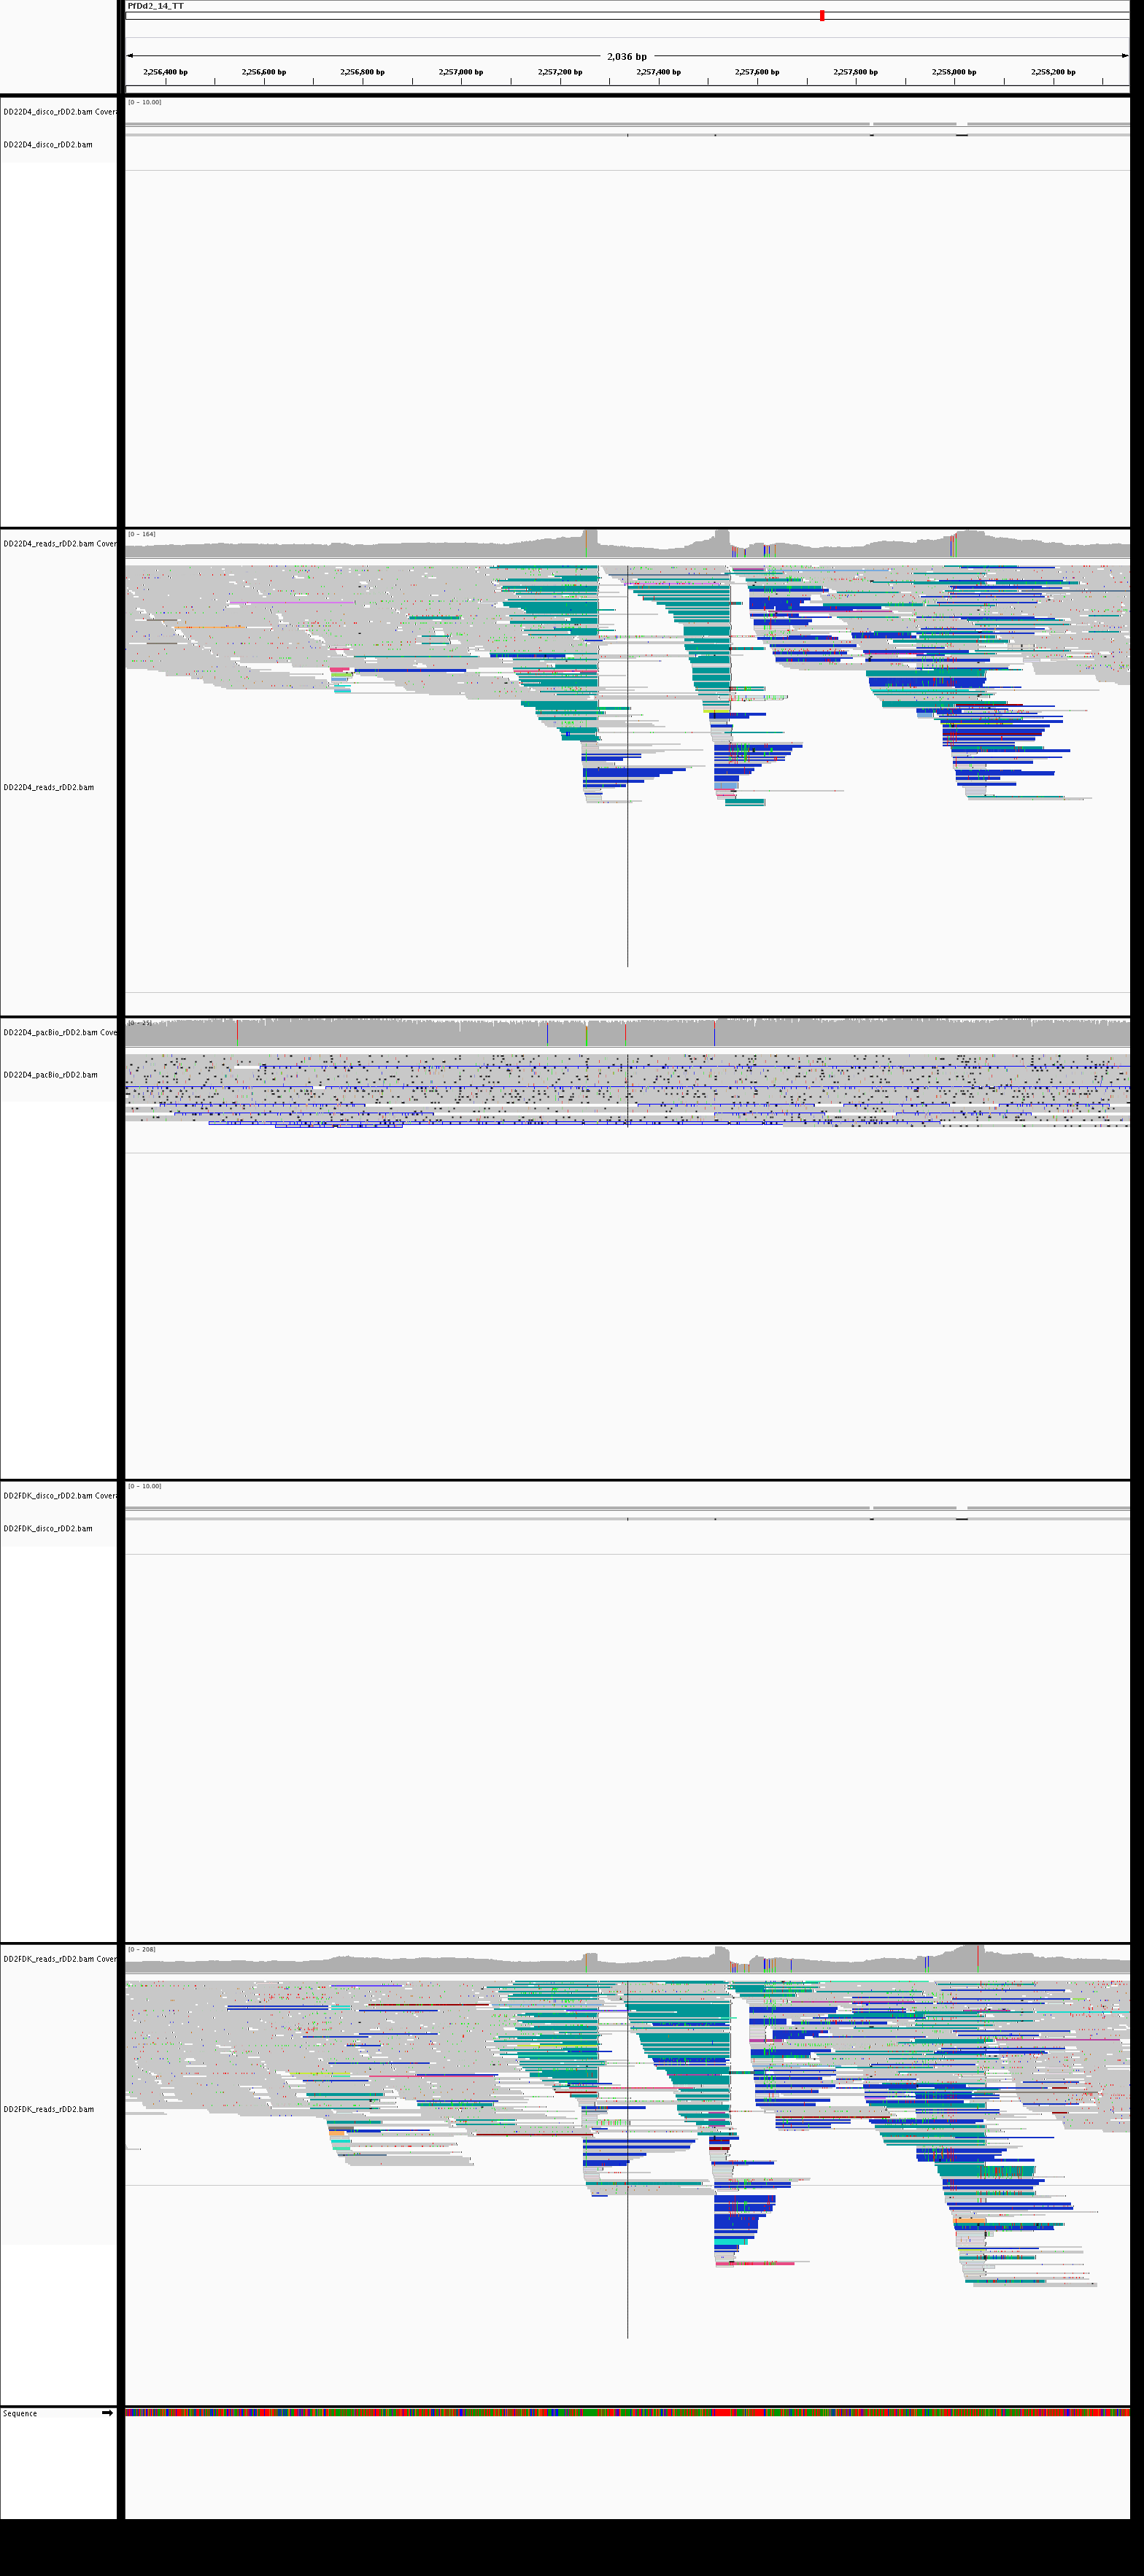 PfDd2_14_TT
2,036 bp
2,256,400 bp 2,256,600 bp 2,256,800 bp 2,257,000 bp 2,257,200 bp 2,257,400 bp 2,257,600 bp 2,257,800 bp 2,258,000 bp 2,258,200 bp
[0 - 10.00]
DD22D4_disco_rDD2.bam Cover
DD22D4_disco_rDD2.bam
[0 - 164]
DD22D4_reads_rDD2.bam Cover
DD22D4_reads_rDD2.bam
[0 - 25]
DD22D4_pacBio_rDD2.bam Cove
DD22D4_pacBio_rDD2.bam
[0 - 10.00]
DD2FDK_disco_rDD2.bam Cover
DD2FDK_disco_rDD2.bam
[0 - 208]
DD2FDK_reads_rDD2.bam Cover
DD2FDK_reads_rDD2.bam
Sequence